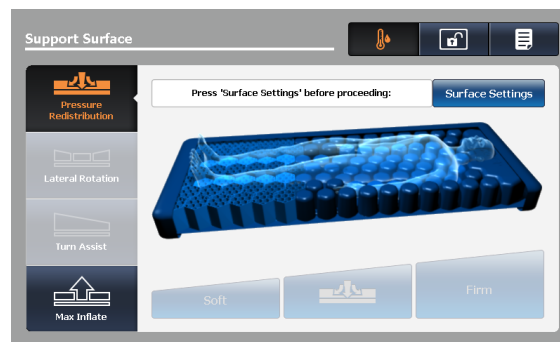 Support Surface
Pressure
Redistribution
Press 'Surface Settings' before proceeding:
Surface Settings
Lateral Rotation
Turn Assist
Max Inflate
Soft
Firm